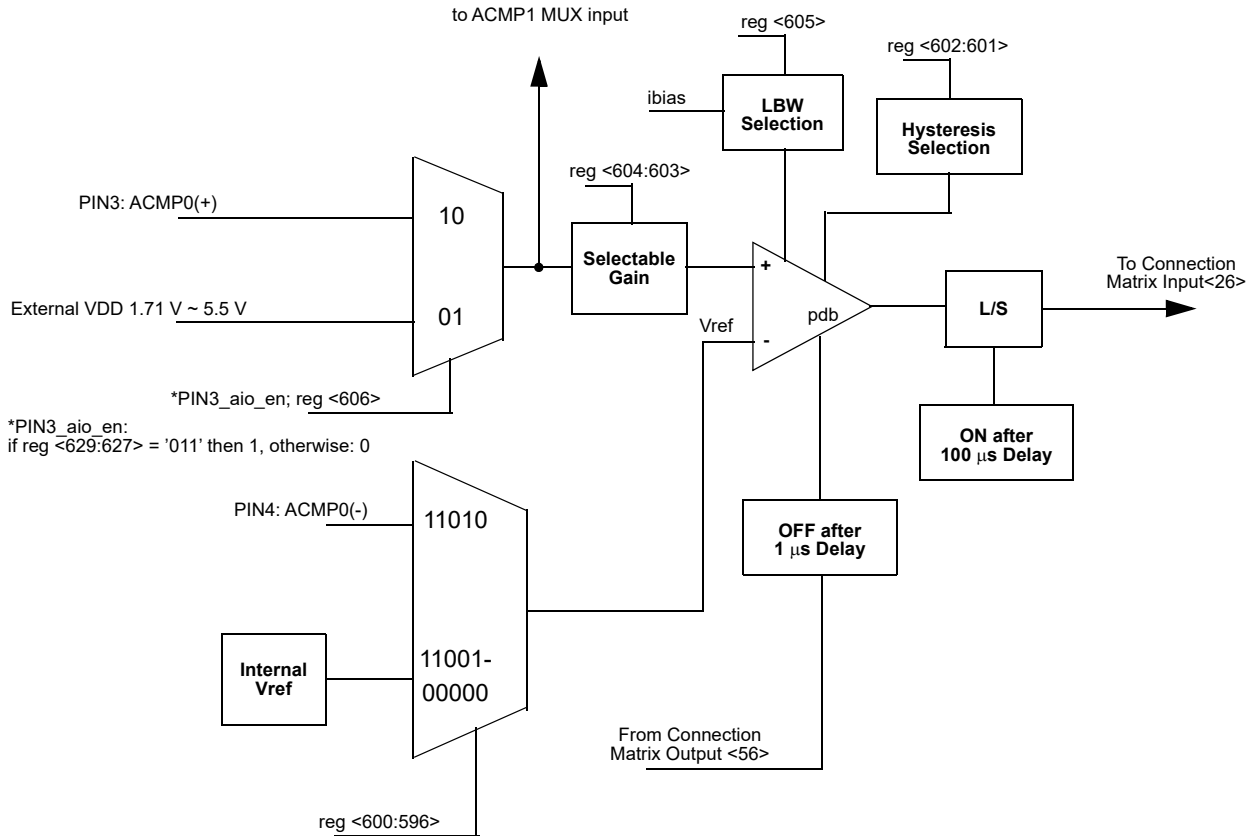 to ACMP1 MUX input
reg <605>
reg <602:601>
ibias
LBW
Selection
Hysteresis
Selection
reg <604:603>
PIN3: ACMP0(+)
10
Selectable
Gain
+
To Connection
Matrix Input<26>
External VDD 1.71 V ~ 5.5 V
01
Vref
pdb
-
L/S
*PIN3_aio_en; reg <606>
*PIN3_aio_en:
if reg <629:627> = ’011’ then 1, otherwise: 0
ON after
100 μs Delay
PIN4: ACMP0(-)
11010
OFF after
1 μs Delay
Internal
Vref
11001-
00000
From Connection
Matrix Output <56>
reg <600:596>